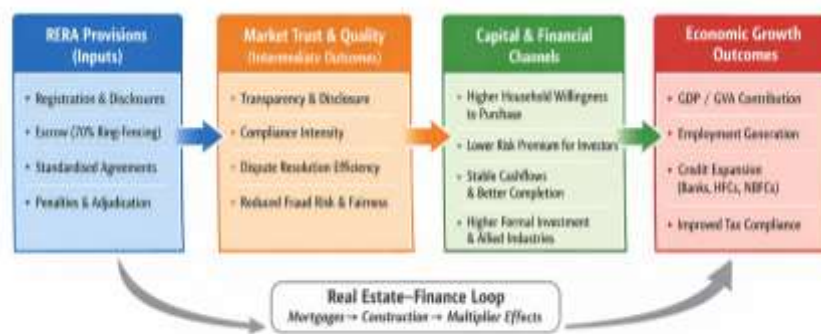 RERA Provisions
(Inputs)
• Registration & Disclosures
• Escrow (70% Ring-Fencing)
• Standardised Agreements
• Penalties & Adjudication
Market Trust & Quality
(Intermediate Outcomes)
• Transparency & Disclosure
• Compliance Intensity
• Dispute Resolution Efficiency
• Reduced Fraud Risk & Fairness
Capital & Financial
Channels
• Higher Household Willingness
to Purchase
• Lower Risk Premium for Investors
• Stable Cashflows
& Better Completion
• Higher Formal Investment
& Allied Industries
Economic Growth
Outcomes
• GDP / GVA Contribution
• Employment Generation
• Credit Expansion
(Banks, HFCs, NBFCs)
• Improved Tax Compliance
Real Estate–Finance Loop
Mortgages → Construction → Multiplier Effects